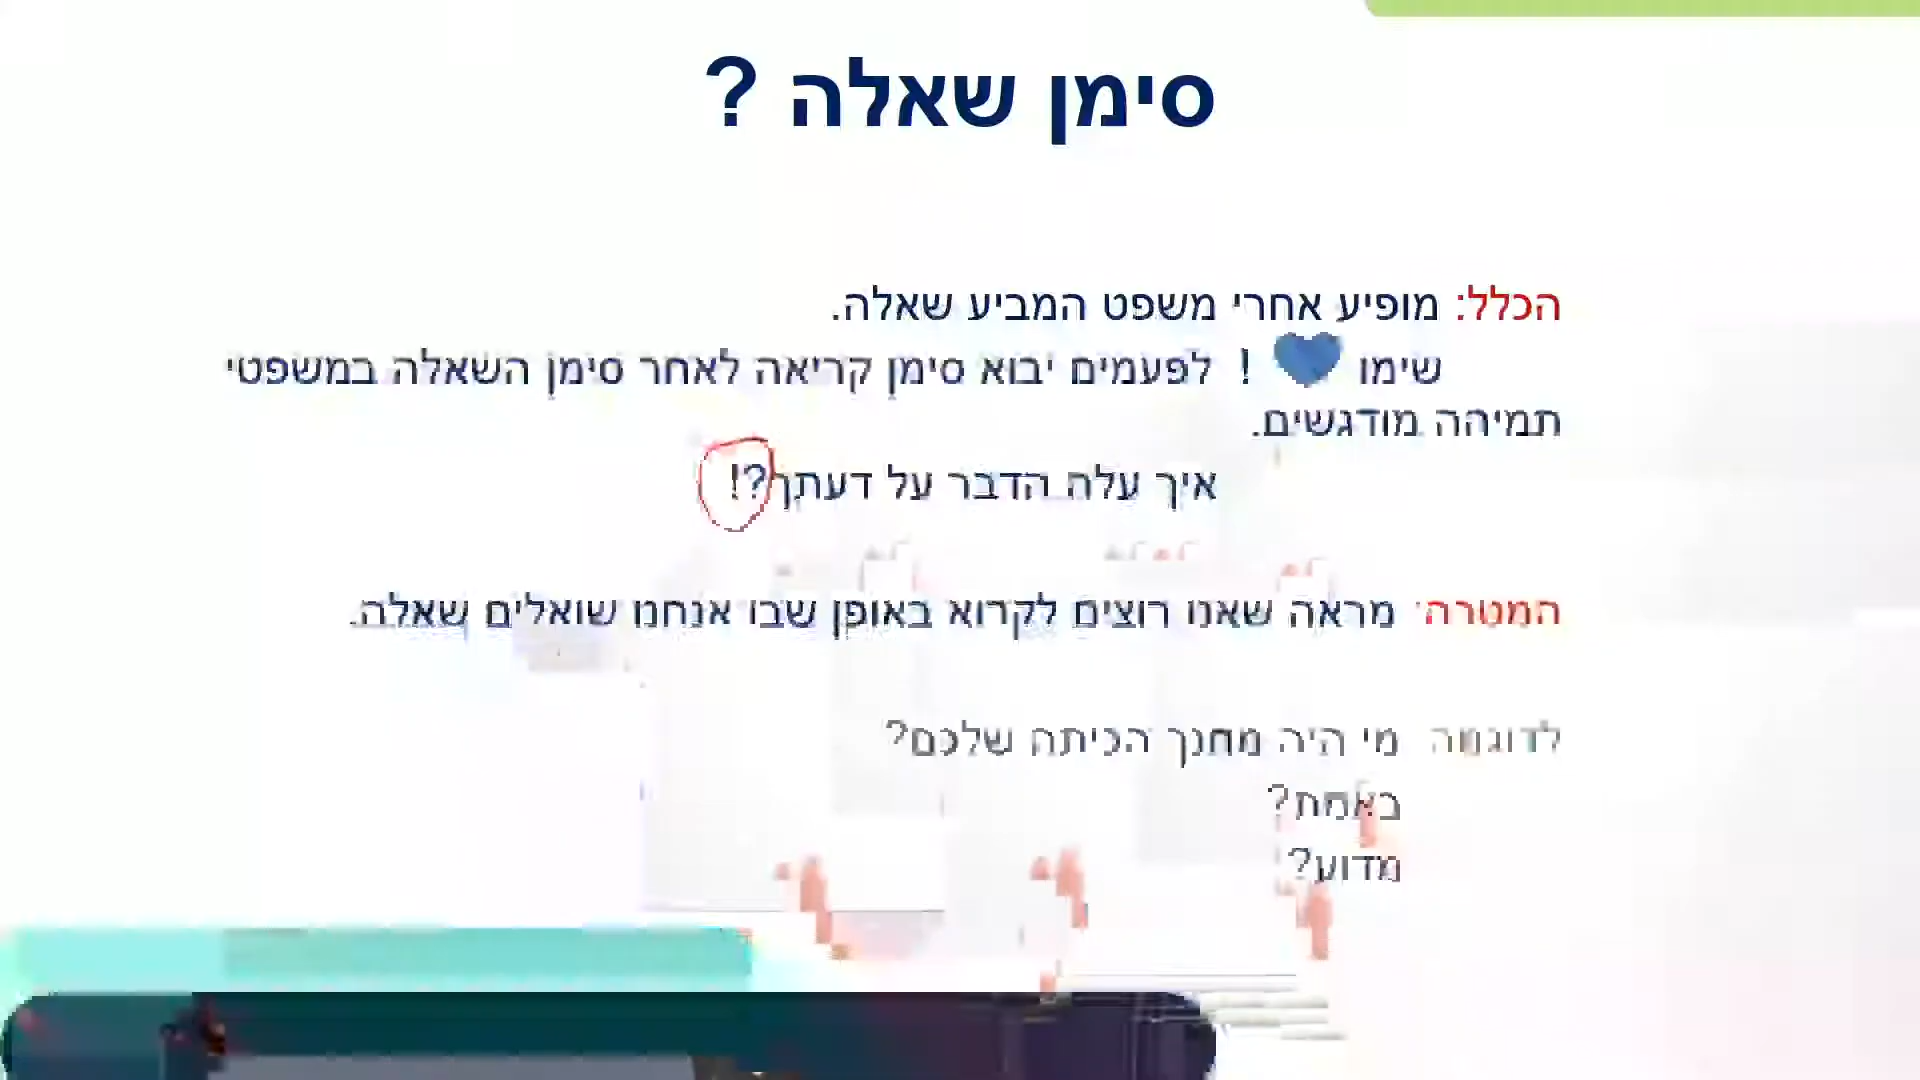 סימן שאלה ?
הכלל: מופיע אחרי משפט המביע שאלה.
שימו 💙 ! לפעמים יבוא סימן קריאה לאחר סימן השאלה במשפטי
תמיהה מודגשים.
איך עלה הדבר על דעתך?!
המטרה: מראה שאנו רוצים לקרוא באופן שבו אנחנו שואלים שאלה.
לדוגמה מי היה מחנך הכיתה שלכם?
באמת?
מדוע?